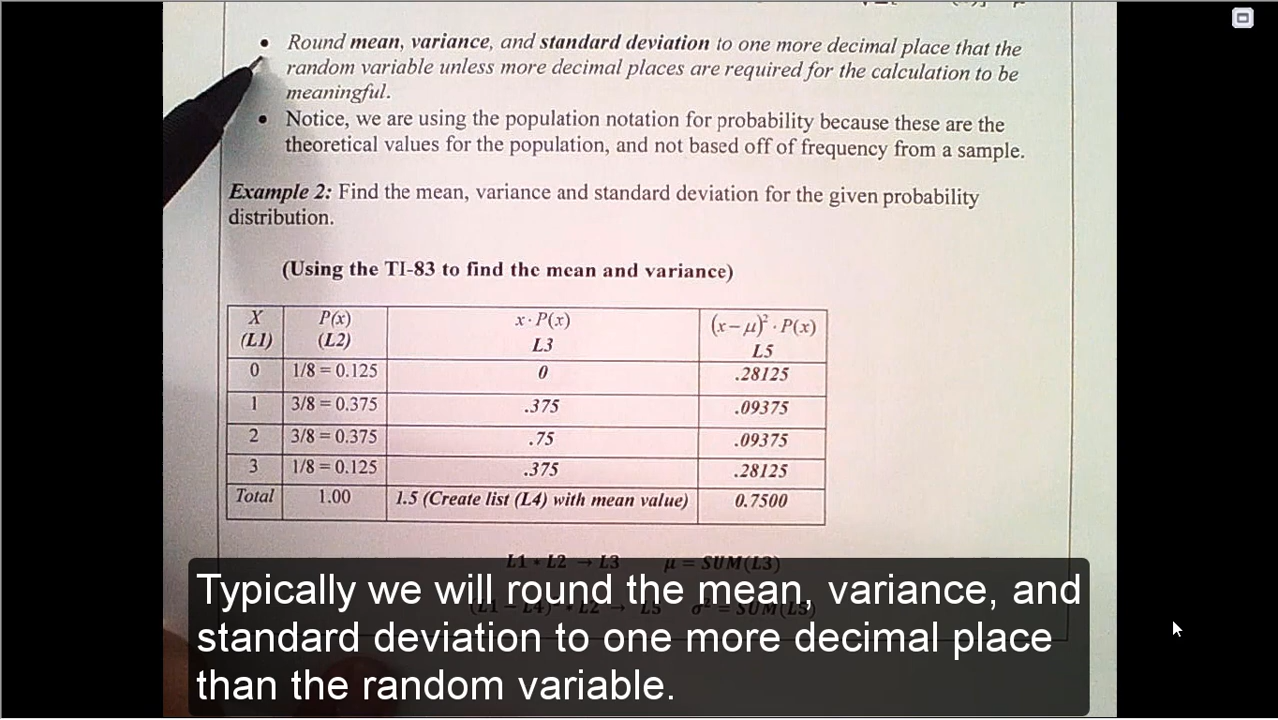 • Round mean, variance, and standard deviation to one more decimal place that the
random variable unless more decimal places are required for the calculation to be
meaningful.
• Notice, we are using the population notation for probability because these are the
theoretical values for the population, and not based off of frequency from a sample.
Example 2: Find the mean, variance and standard deviation for the given probability
distribution.
(Using the TI-83 to find the mean and variance)
X P(x) x · P(x) (x − μ)² · P(x)
(L1) (L2) L3 L5
0 1/8 = 0.125 0 .28125
1 3/8 = 0.375 .375 .09375
2 3/8 = 0.375 .75 .09375
3 1/8 = 0.125 .375 .28125
Total 1.00 1.5 (Create list (L4) with mean value) 0.7500
L1 * L2 → L3 μ = SUM(L3)
Typically we will round the mean, variance, and
standard deviation to one more decimal place
than the random variable.